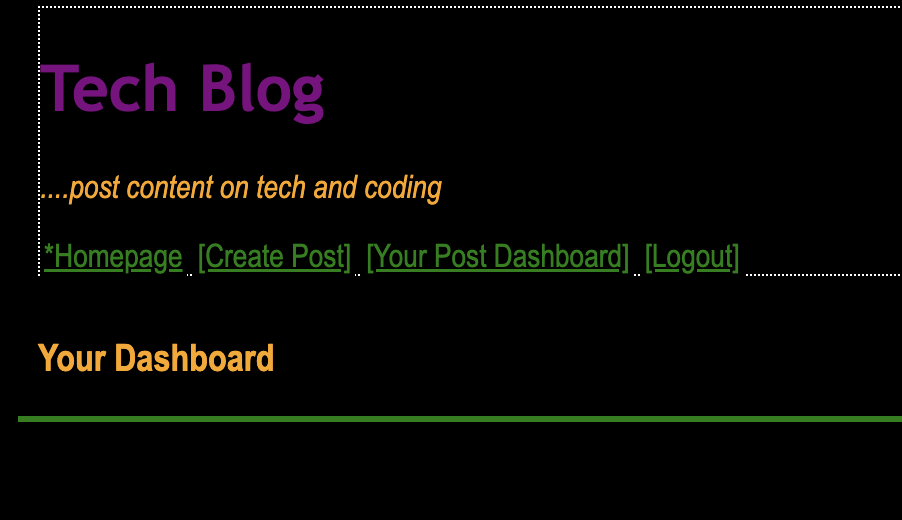 Tech Blog
....post content on tech and coding
*Homepage [Create Post] [Your Post Dashboard] [Logout]
Your Dashboard